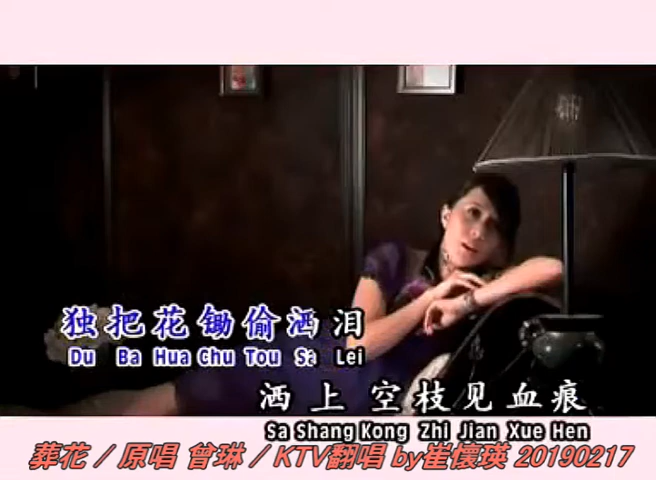 独把花锄偷洒泪
Du Ba Hua Chu Tou Sa Lei
洒上空枝见血痕
Sa Shang Kong Zhi Jian Xue Hen
葬花 / 原唱 曾琳 / KTV翻唱 by崔懷瑛 20190217